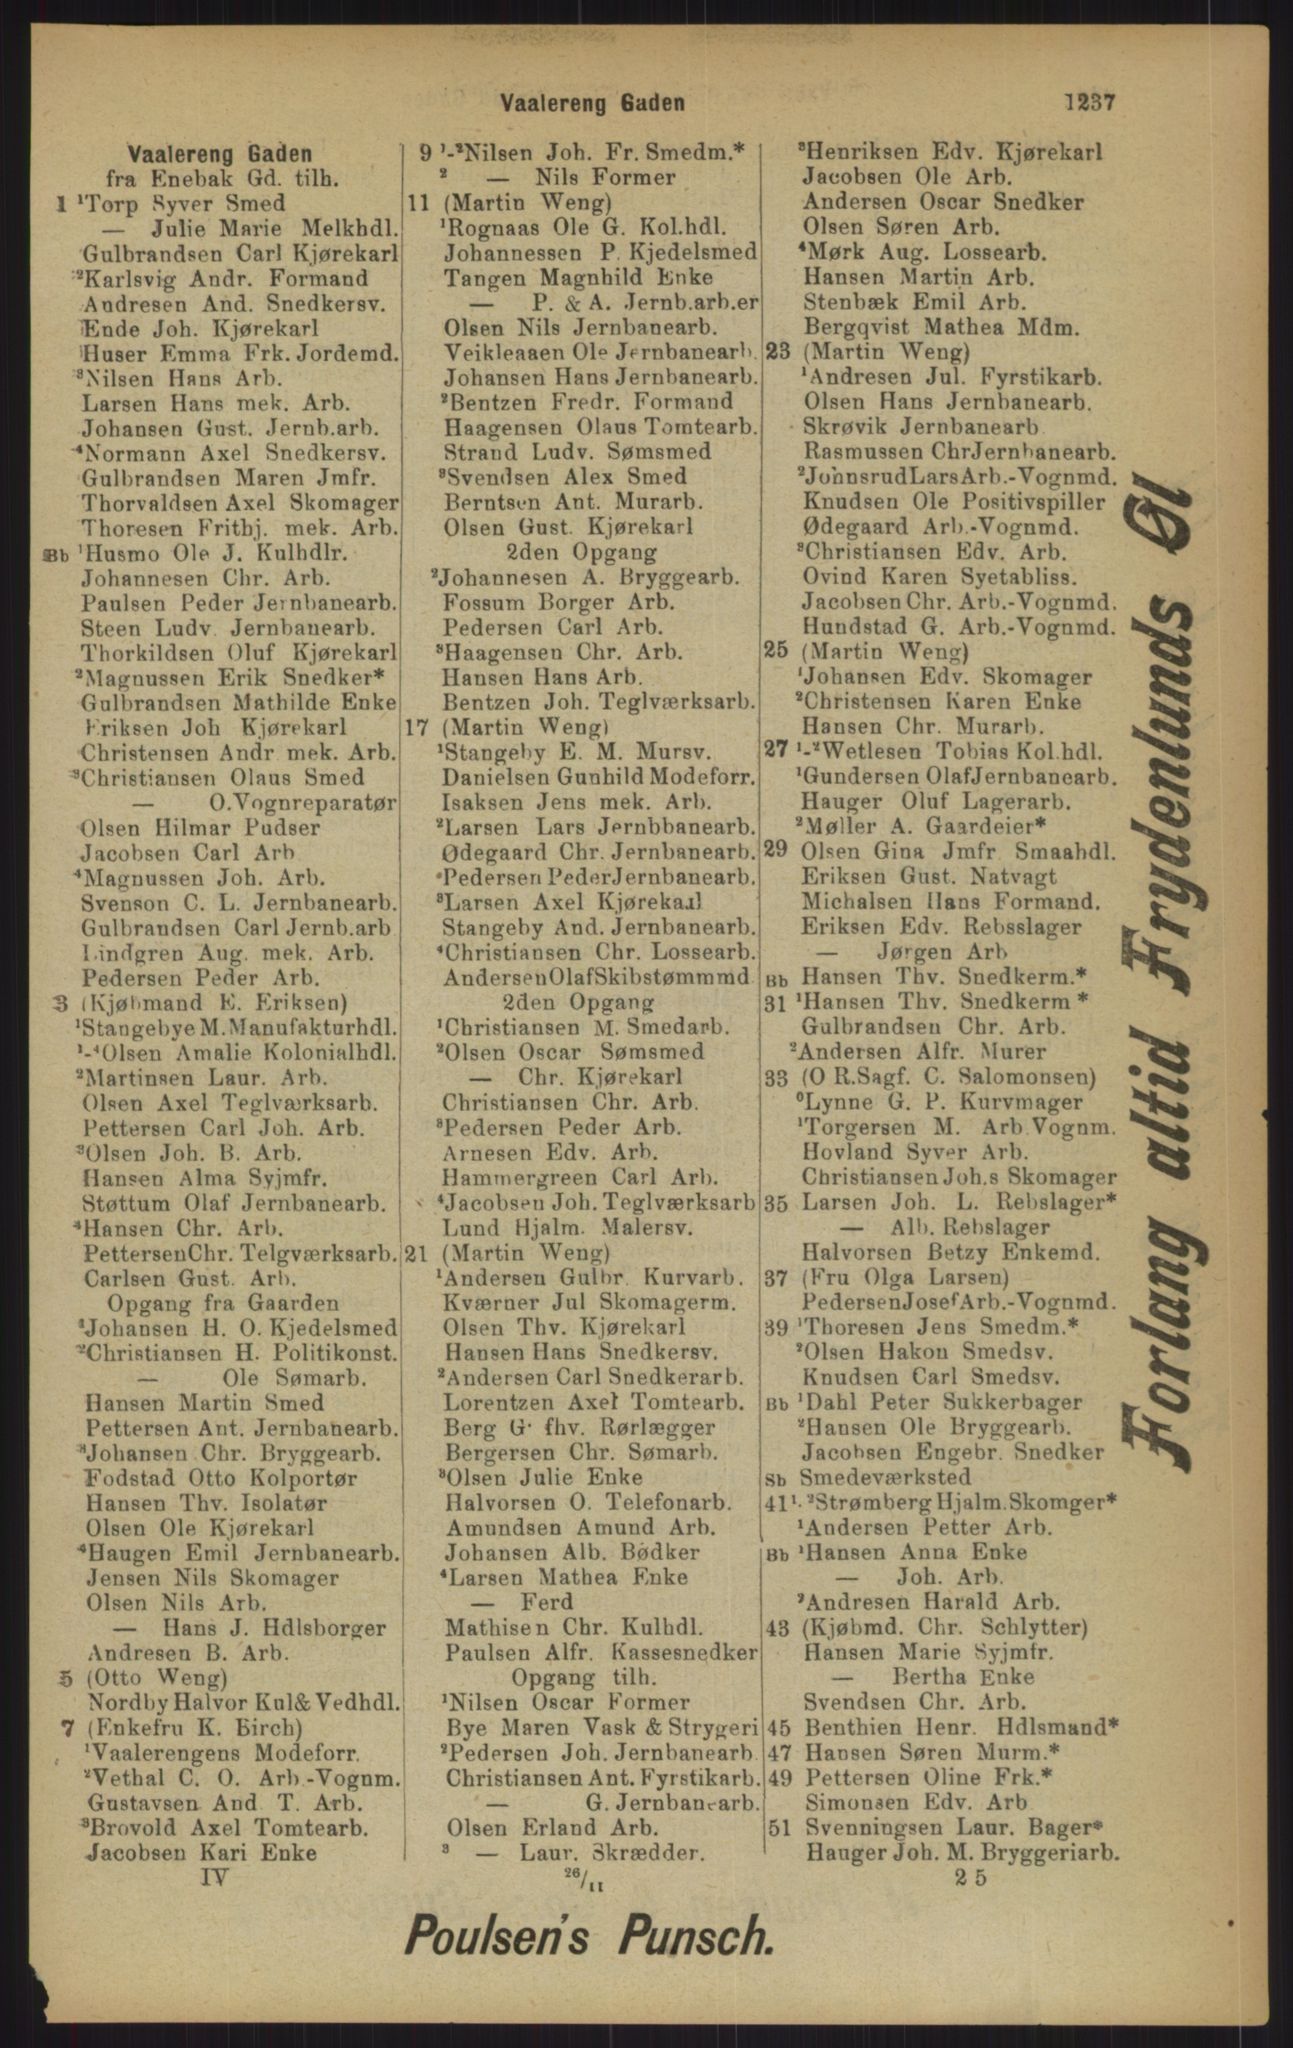 Vaalereng Gaden
1237
Vaalereng Gaden
fra Enebak Gd. tilh.
1 ¹Torp Syver Smed
— Julie Marie Melkhdl.
Gulbrandsen Carl Kjørekarl
²Karlsvig Andr. Formand
Andresen And. Snedkersv.
Ende Joh. Kjørekarl
Huser Emma Frk. Jordemd.
³Nilsen Hans Arb.
Larsen Hans mek. Arb.
Johansen Gust. Jernb.arb.
⁴Normann Axel Snedkersv.
Gulbrandsen Maren Jmfr.
Thorvaldsen Axel Skomager
Thoresen Frithj. mek. Arb.
Bb ¹Husmo Ole J. Kulhdlr.
Johannesen Chr. Arb.
Paulsen Peder Jernbanearb.
Steen Ludv. Jernbanearb.
Thorkildsen Oluf Kjørekarl
²Magnussen Erik Snedker*
Gulbrandsen Mathilde Enke
Eriksen Joh Kjørekarl
Christensen Andr mek. Arb.
³Christiansen Olaus Smed
— O.Vognreparatør
Olsen Hilmar Pudser
Jacobsen Carl Arb
⁴Magnussen Joh. Arb.
Svenson C. L. Jernbanearb.
Gulbrandsen Carl Jernb.arb
Lindgren Aug. mek. Arb.
Pedersen Peder Arb.
3 (Kjøbmand E. Eriksen)
¹Stangebye M.Manufakturhdl.
¹-⁴Olsen Amalie Kolonialhdl.
²Martinsen Laur. Arb.
Olsen Axel Teglværksarb.
Pettersen Carl Joh. Arb.
³Olsen Joh. B. Arb.
Hansen Alma Syjmfr.
Støttum Olaf Jernbanearb.
⁴Hansen Chr. Arb.
PettersenChr. Telgværksarb.
Carlsen Gust. Arb.
Opgang fra Gaarden
¹Johansen H. O. Kjedelsmed
²Christiansen H. Politikonst.
— Ole Sømarb.
Hansen Martin Smed
Pettersen Ant. Jernbanearb.
³Johansen Chr. Bryggearb.
Fodstad Otto Kolportør
Hansen Thv. Isolatør
Olsen Ole Kjørekarl
⁴Haugen Emil Jernbanearb.
Jensen Nils Skomager
Olsen Nils Arb.
— Hans J. Hdlsborger
Andresen B. Arb.
5 (Otto Weng)
Nordby Halvor Kul& Vedhdl.
7 (Enkefru K. Birch)
¹Vaalerengens Modeforr.
²Vethal C. O. Arb.-Vognm.
Gustavsen And T. Arb.
³Brovold Axel Tomtearb.
Jacobsen Kari Enke
IV
9 ¹-²Nilsen Joh. Fr. Smedm.*
² — Nils Former
11 (Martin Weng)
¹Rognaas Ole G. Kol.hdl.
Johannessen P. Kjedelsmed
Tangen Magnhild Enke
— P. & A. Jernb.arb.er
Olsen Nils Jernbanearb.
Veikleaaen Ole Jernbanearb.
Johansen Hans Jernbanearb.
²Bentzen Fredr. Formand
Haagensen Olaus Tomtearb.
Strand Ludv. Sømsmed
³Svendsen Alex Smed
Berntsen Ant. Murarb.
Olsen Gust. Kjørekarl
2den Opgang
²Johannesen A. Bryggearb.
Fossum Borger Arb.
Pedersen Carl Arb.
³Haagensen Chr. Arb.
Hansen Hans Arb.
Bentzen Joh. Teglværksarb.
17 (Martin Weng)
¹Stangeby E. M. Mursv.
Danielsen Gunhild Modeforr.
Isaksen Jens mek. Arb.
²Larsen Lars Jernbbanearb.
Ødegaard Chr. Jernbanearb.
Pedersen PederJernbanearb.
³Larsen Axel Kjørekarl
Stangeby And. Jernbanearb.
⁴Christiansen Chr. Lossearb.
AndersenOlafSkibstømmmd
2den Opgang
¹Christiansen M. Smedarb.
²Olsen Oscar Sømsmed
— Chr. Kjørekarl
Christiansen Chr. Arb.
³Pedersen Peder Arb.
Arnesen Edv. Arb.
Hammergreen Carl Arb.
⁴Jacobsen Joh. Teglværksarb
Lund Hjalm. Malersv.
21 (Martin Weng)
¹Andersen Gulbr. Kurvarb.
Kværner Jul Skomagerm.
Olsen Thv. Kjørekarl
Hansen Hans Snedkersv.
²Andersen Carl Snedkerarb.
Lorentzen Axel Tomtearb.
Berg G. fhv. Rørlægger
Bergersen Chr. Sømarb.
³Olsen Julie Enke
Halvorsen O. Telefonarb.
Amundsen Amund Arb.
Johansen Alb. Bødker
⁴Larsen Mathea Enke
— Ferd
Mathisen Chr. Kulhdl.
Paulsen Alfr. Kassesnedker
Opgang tilh.
¹Nilsen Oscar Former
Bye Maren Vask & Strygeri
²Pedersen Joh. Jernbanearb
Christiansen Ant. Fyrstikarb.
— G. Jernbanearb.
Olsen Erland Arb.
³ — Laur. Skrædder.
26/11
³Henriksen Edv. Kjørekarl
Jacobsen Ole Arb.
Andersen Oscar Snedker
Olsen Søren Arb.
⁴Mørk Aug. Lossearb.
Hansen Martin Arb.
Stenbæk Emil Arb.
Bergqvist Mathea Mdm.
23 (Martin Weng)
¹Andresen Jul. Fyrstikarb.
Olsen Hans Jernbanearb.
Skrøvik Jernbanearb
Rasmussen ChrJernbanearb.
²JohnsrudLarsArb.-Vognmd.
Knudsen Ole Positivspiller
Ødegaard Arb.-Vognmd.
³Christiansen Edv. Arb.
Ovind Karen Syetabliss.
Jacobsen Chr. Arb.-Vognmd.
Hundstad G. Arb.-Vognmd.
25 (Martin Weng)
¹Johansen Edv. Skomager
²Christensen Karen Enke
Hansen Chr. Murarb.
27 ¹-²Wetlesen Tobias Kol.hdl.
¹Gundersen OlafJernbanearb.
Hauger Oluf Lagerarb.
²Møller A. Gaardeier*
29 Olsen Gina Jmfr Smaahdl.
Eriksen Gust. Natvagt
Michalsen Hans Formand.
Eriksen Edv. Rebsslager
— Jørgen Arb
Bb Hansen Thv. Snedkerm.*
31 ¹Hansen Thv. Snedkerm *
Gulbrandsen Chr. Arb.
²Andersen Alfr. Murer
33 (O R.Sagf. C. Salomonsen)
⁰Lynne G. P. Kurvmager
¹Torgersen M. Arb Vognm.
Hovland Syver Arb.
Christiansen Joh.s Skomager
35 Larsen Joh. L. Rebslager*
— Alb. Rebslager
Halvorsen Betzy Enkemd.
37 (Fru Olga Larsen)
PedersenJosefArb.-Vognmd.
39 ¹Thoresen Jens Smedm.*
²Olsen Hakon Smedsv.
Knudsen Carl Smedsv.
Bb ¹Dahl Peter Sukkerbager
²Hansen Ole Bryggearb.
Jacobsen Engebr. Snedker
Sb Smedeværksted
41 ¹-²Strømberg Hjalm.Skomger*
¹Andersen Petter Arb.
Bb ¹Hansen Anna Enke
— Joh. Arb.
²Andresen Harald Arb.
43 (Kjøbmd. Chr. Schlytter)
Hansen Marie Syjmfr.
— Bertha Enke
Svendsen Chr. Arb.
45 Benthien Henr. Hdlsmand*
47 Hansen Søren Murm.*
49 Pettersen Oline Frk.*
Simonsen Edv. Arb
51 Svenningsen Laur. Bager*
Hauger Joh. M. Bryggeriarb.
2 5
Forlang altid Frydenlunds Øl
Poulsen's Punsch.